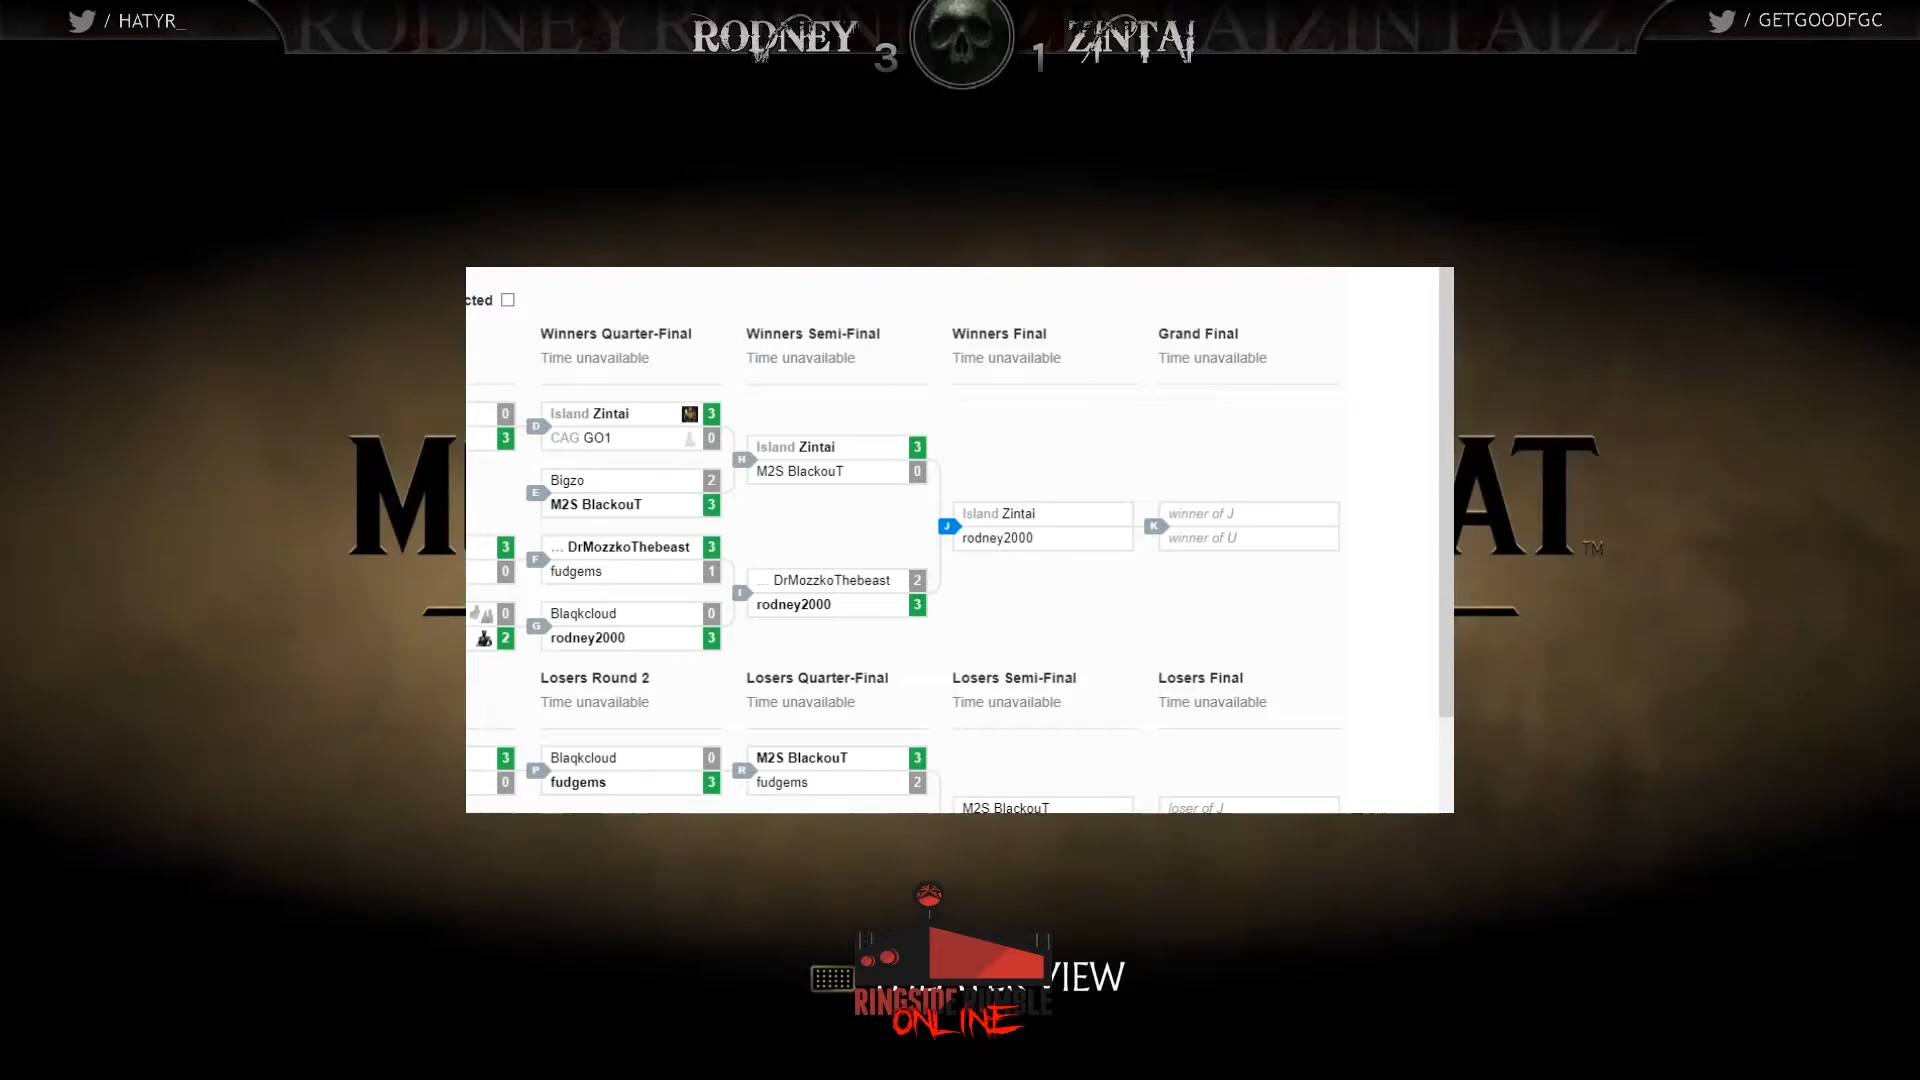 / HATYR_
RODNEY 3 1 ZINTAI
/ GETGOODFGC
cted
Winners Quarter-Final
Time unavailable
Winners Semi-Final
Time unavailable
Winners Final
Time unavailable
Grand Final
Time unavailable
0
3
D
Island Zintai 3
CAG GO1 0
E
Bigzo 2
M2S BlackouT 3
3
0
F
... DrMozzkoThebeast 3
fudgems 1
0
2
G
Blaqkcloud 0
rodney2000 3
H
Island Zintai 3
M2S BlackouT 0
I
... DrMozzkoThebeast 2
rodney2000 3
J
Island Zintai
rodney2000
K
winner of J
winner of U
Losers Round 2
Time unavailable
Losers Quarter-Final
Time unavailable
Losers Semi-Final
Time unavailable
Losers Final
Time unavailable
3
0
P
Blaqkcloud 0
fudgems 3
R
M2S BlackouT 3
fudgems 2
M2S BlackouT
loser of J
M
AT
TM
VIEW
RINGSIDE RUMBLE
ONLINE